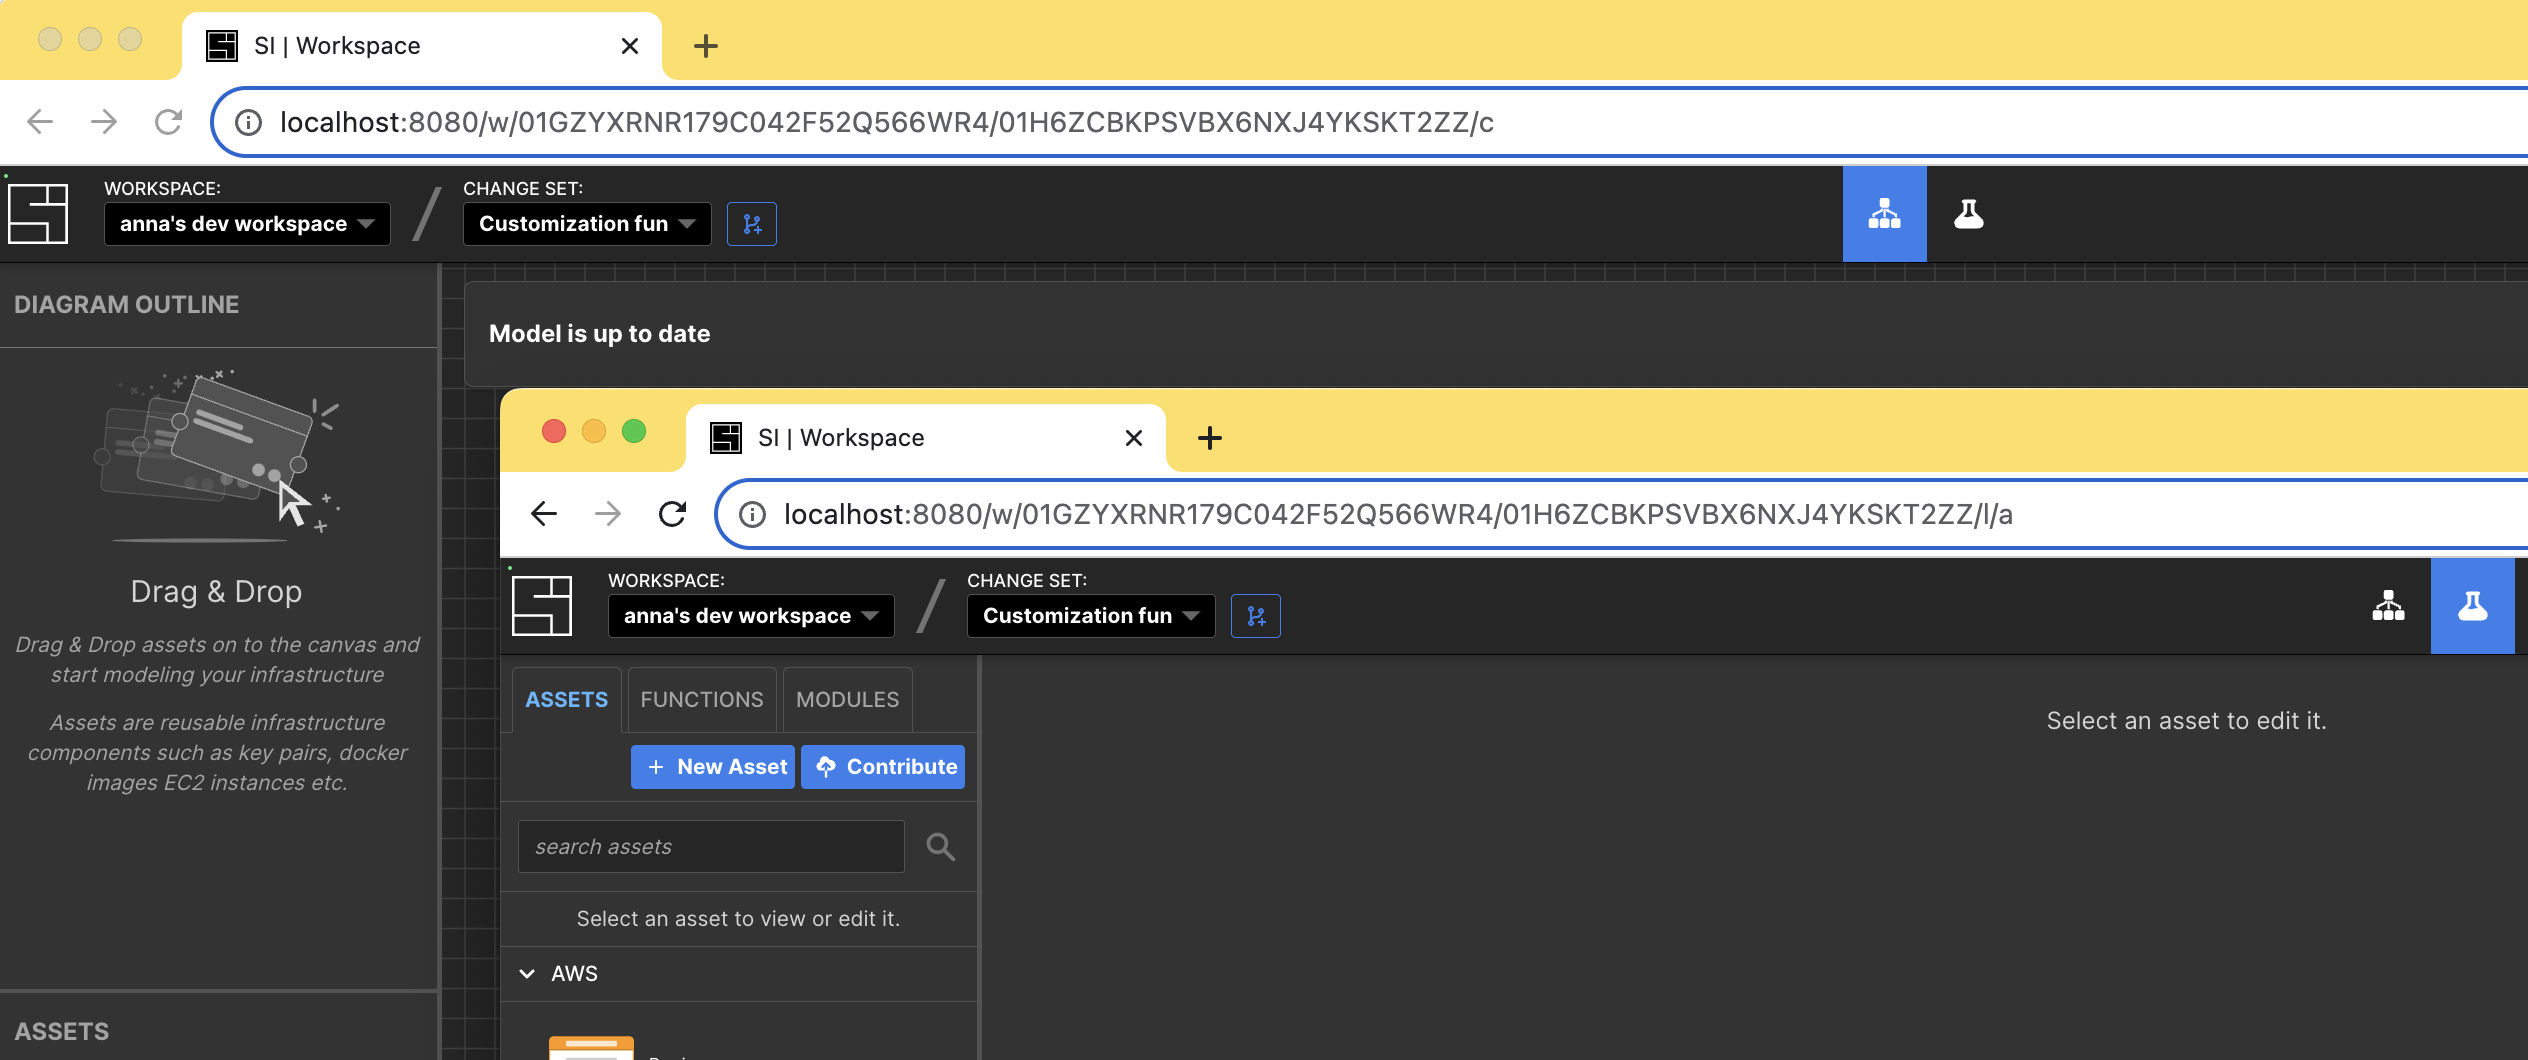 SI | Workspace
localhost:8080/w/01GZYXRNR179C042F52Q566WR4/01H6ZCBKPSVBX6NXJ4YKSKT2ZZ/c
WORKSPACE:
anna's dev workspace
CHANGE SET:
Customization fun
DIAGRAM OUTLINE
Drag & Drop
Drag & Drop assets on to the canvas and
start modeling your infrastructure
Assets are reusable infrastructure
components such as key pairs, docker
images EC2 instances etc.
ASSETS
Model is up to date
SI | Workspace
localhost:8080/w/01GZYXRNR179C042F52Q566WR4/01H6ZCBKPSVBX6NXJ4YKSKT2ZZ/l/a
WORKSPACE:
anna's dev workspace
CHANGE SET:
Customization fun
ASSETS
FUNCTIONS
MODULES
+ New Asset
Contribute
search assets
Select an asset to view or edit it.
AWS
Select an asset to edit it.